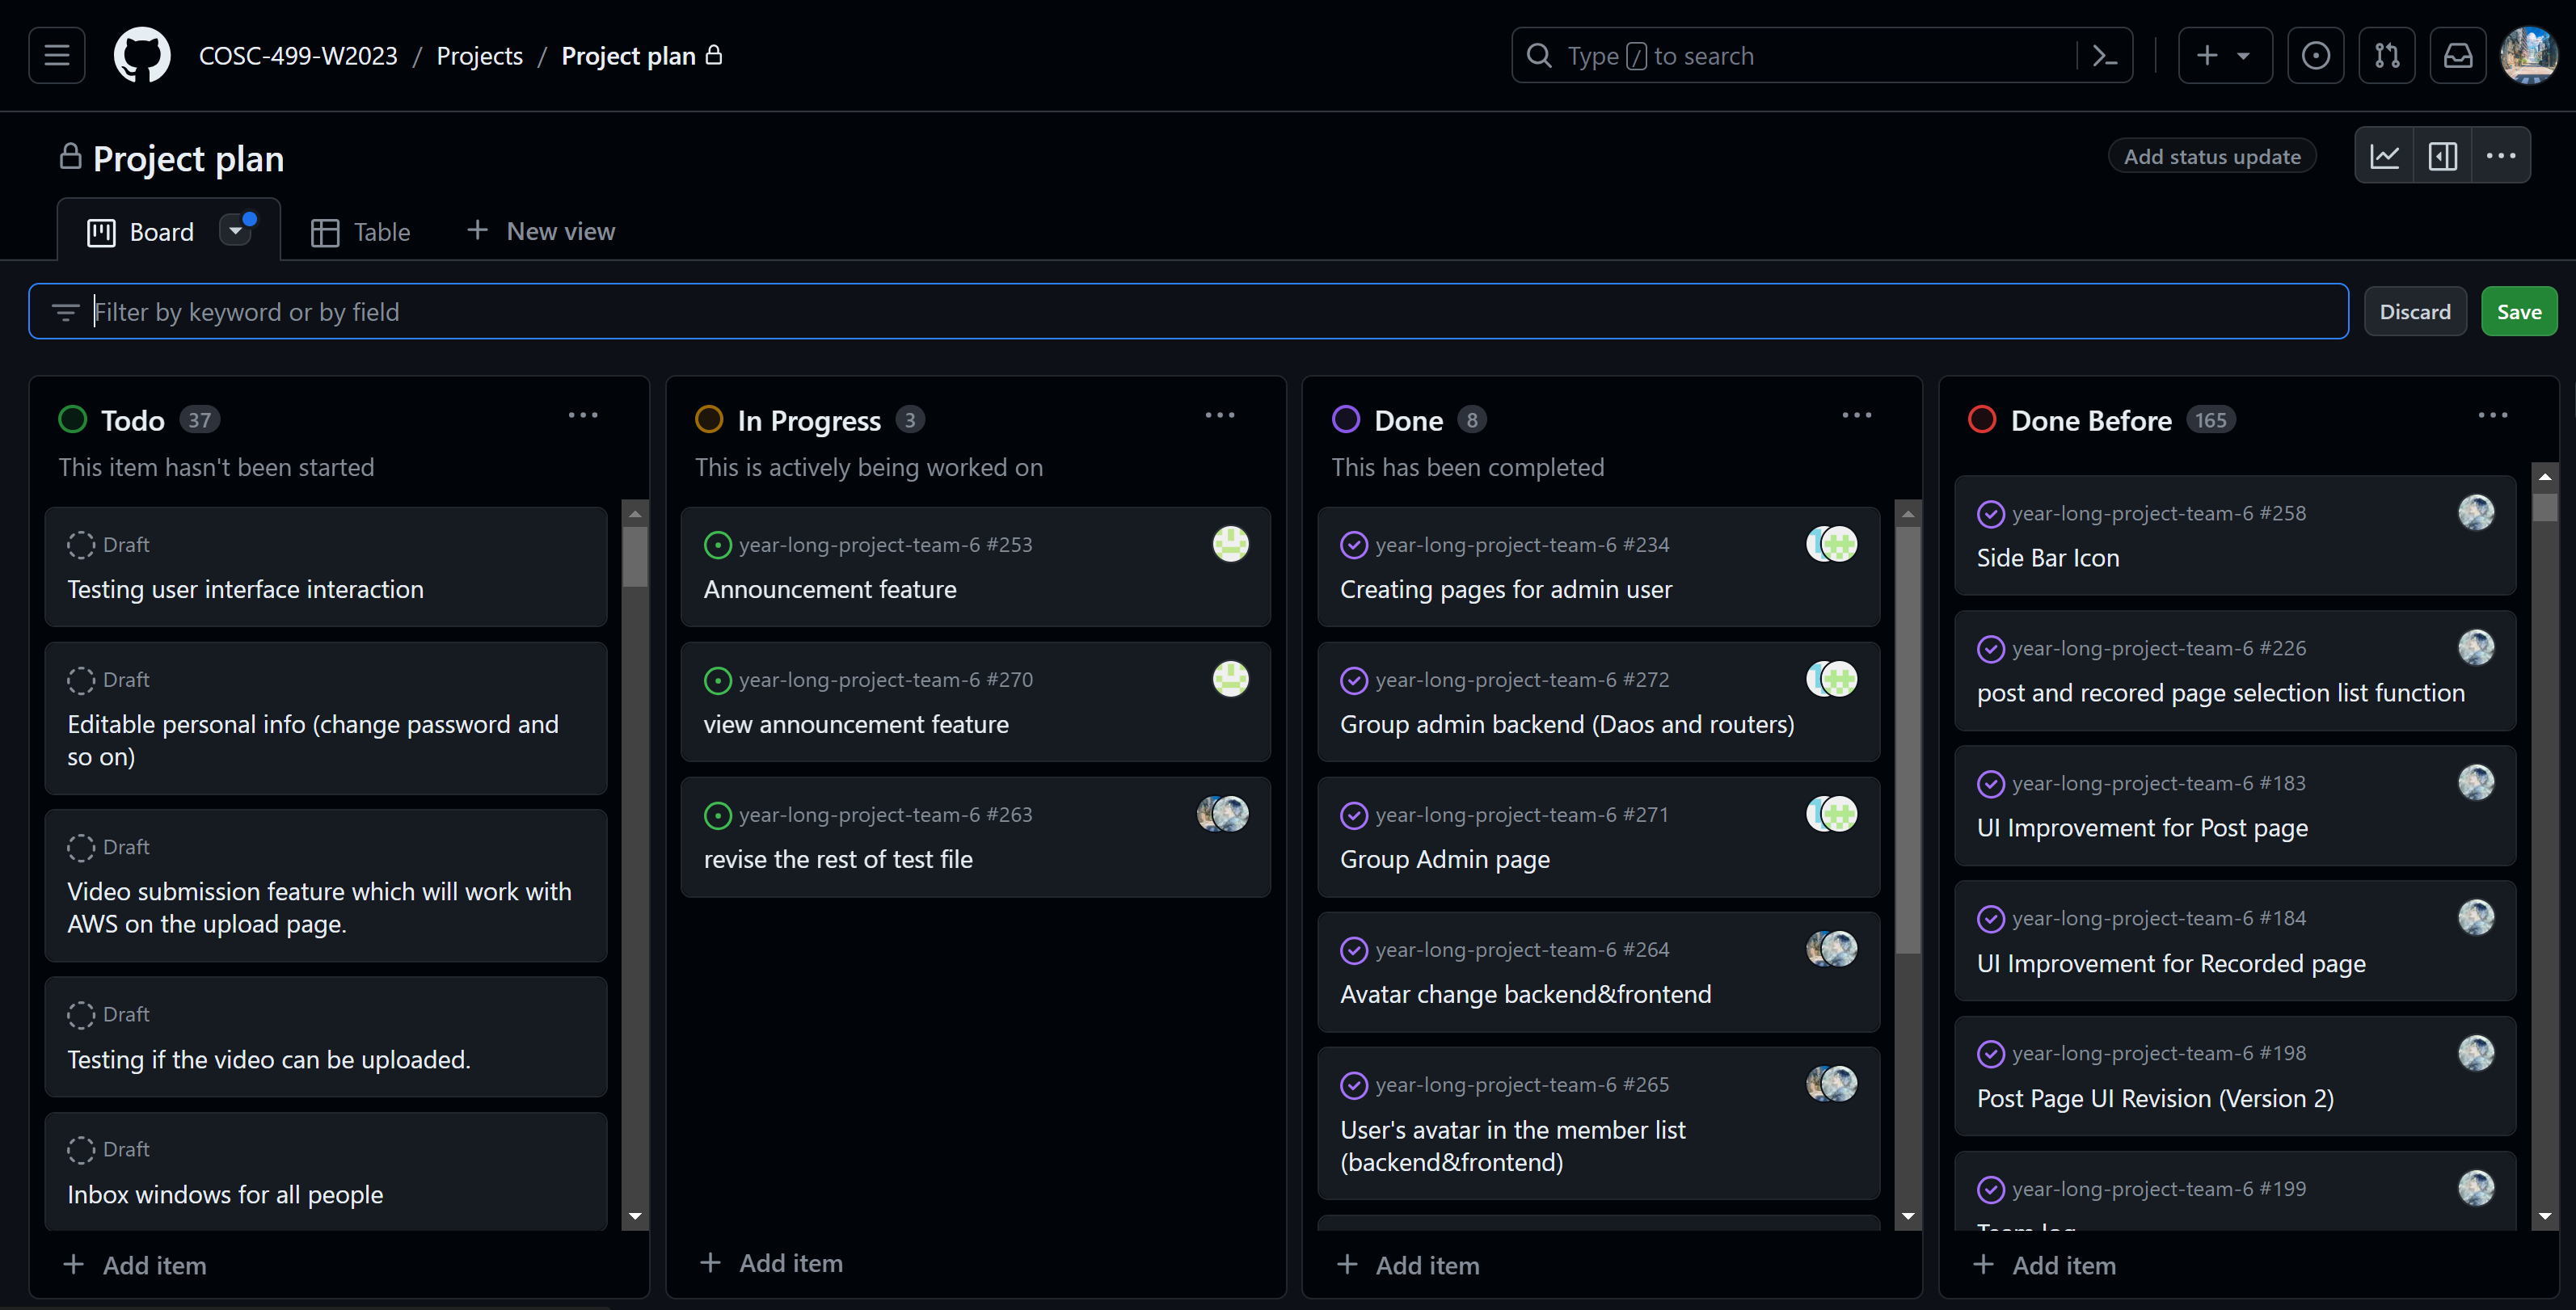 COSC-499-W2023 / Projects / Project plan
Type / to search
Project plan
Add status update
Board
Table
+ New view
Filter by keyword or by field
Discard
Save
Todo 37
This item hasn't been started
Draft
Testing user interface interaction
Draft
Editable personal info (change password and
so on)
Draft
Video submission feature which will work with
AWS on the upload page.
Draft
Testing if the video can be uploaded.
Draft
Inbox windows for all people
+ Add item
In Progress 3
This is actively being worked on
year-long-project-team-6 #253
Announcement feature
year-long-project-team-6 #270
view announcement feature
year-long-project-team-6 #263
revise the rest of test file
+ Add item
Done 8
This has been completed
year-long-project-team-6 #234
Creating pages for admin user
year-long-project-team-6 #272
Group admin backend (Daos and routers)
year-long-project-team-6 #271
Group Admin page
year-long-project-team-6 #264
Avatar change backend&frontend
year-long-project-team-6 #265
User's avatar in the member list
(backend&frontend)
+ Add item
Done Before 165
year-long-project-team-6 #258
Side Bar Icon
year-long-project-team-6 #226
post and recored page selection list function
year-long-project-team-6 #183
UI Improvement for Post page
year-long-project-team-6 #184
UI Improvement for Recorded page
year-long-project-team-6 #198
Post Page UI Revision (Version 2)
year-long-project-team-6 #199
Team log
+ Add item